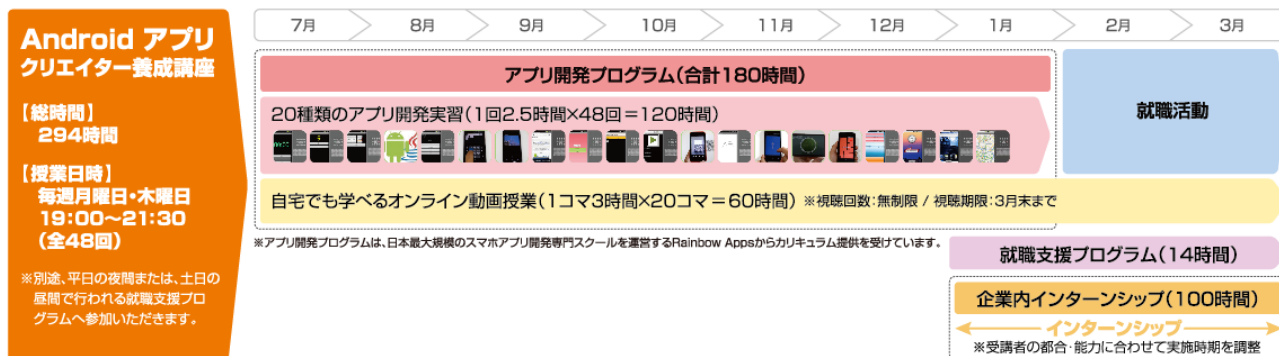 Android アプリ
クリエイター養成講座
【総時間】
294時間
【授業日時】
毎週月曜日・木曜日
19:00〜21:30
(全48回)
※別途、平日の夜間または、土日の
昼間で行われる就職支援プロ
グラムへ参加いただきます。
7月
8月
9月
10月
11月
12月
1月
2月
3月
アプリ開発プログラム(合計180時間)
20種類のアプリ開発実習(1回2.5時間×48回＝120時間)
就職活動
自宅でも学べるオンライン動画授業(1コマ3時間×20コマ＝60時間) ※視聴回数:無制限 / 視聴期限:3月末まで
※アプリ開発プログラムは、日本最大規模のスマホアプリ開発専門スクールを運営するRainbow Appsからカリキュラム提供を受けています。
就職支援プログラム(14時間)
企業内インターンシップ(100時間)
インターンシップ
※受講者の都合・能力に合わせて実施時期を調整